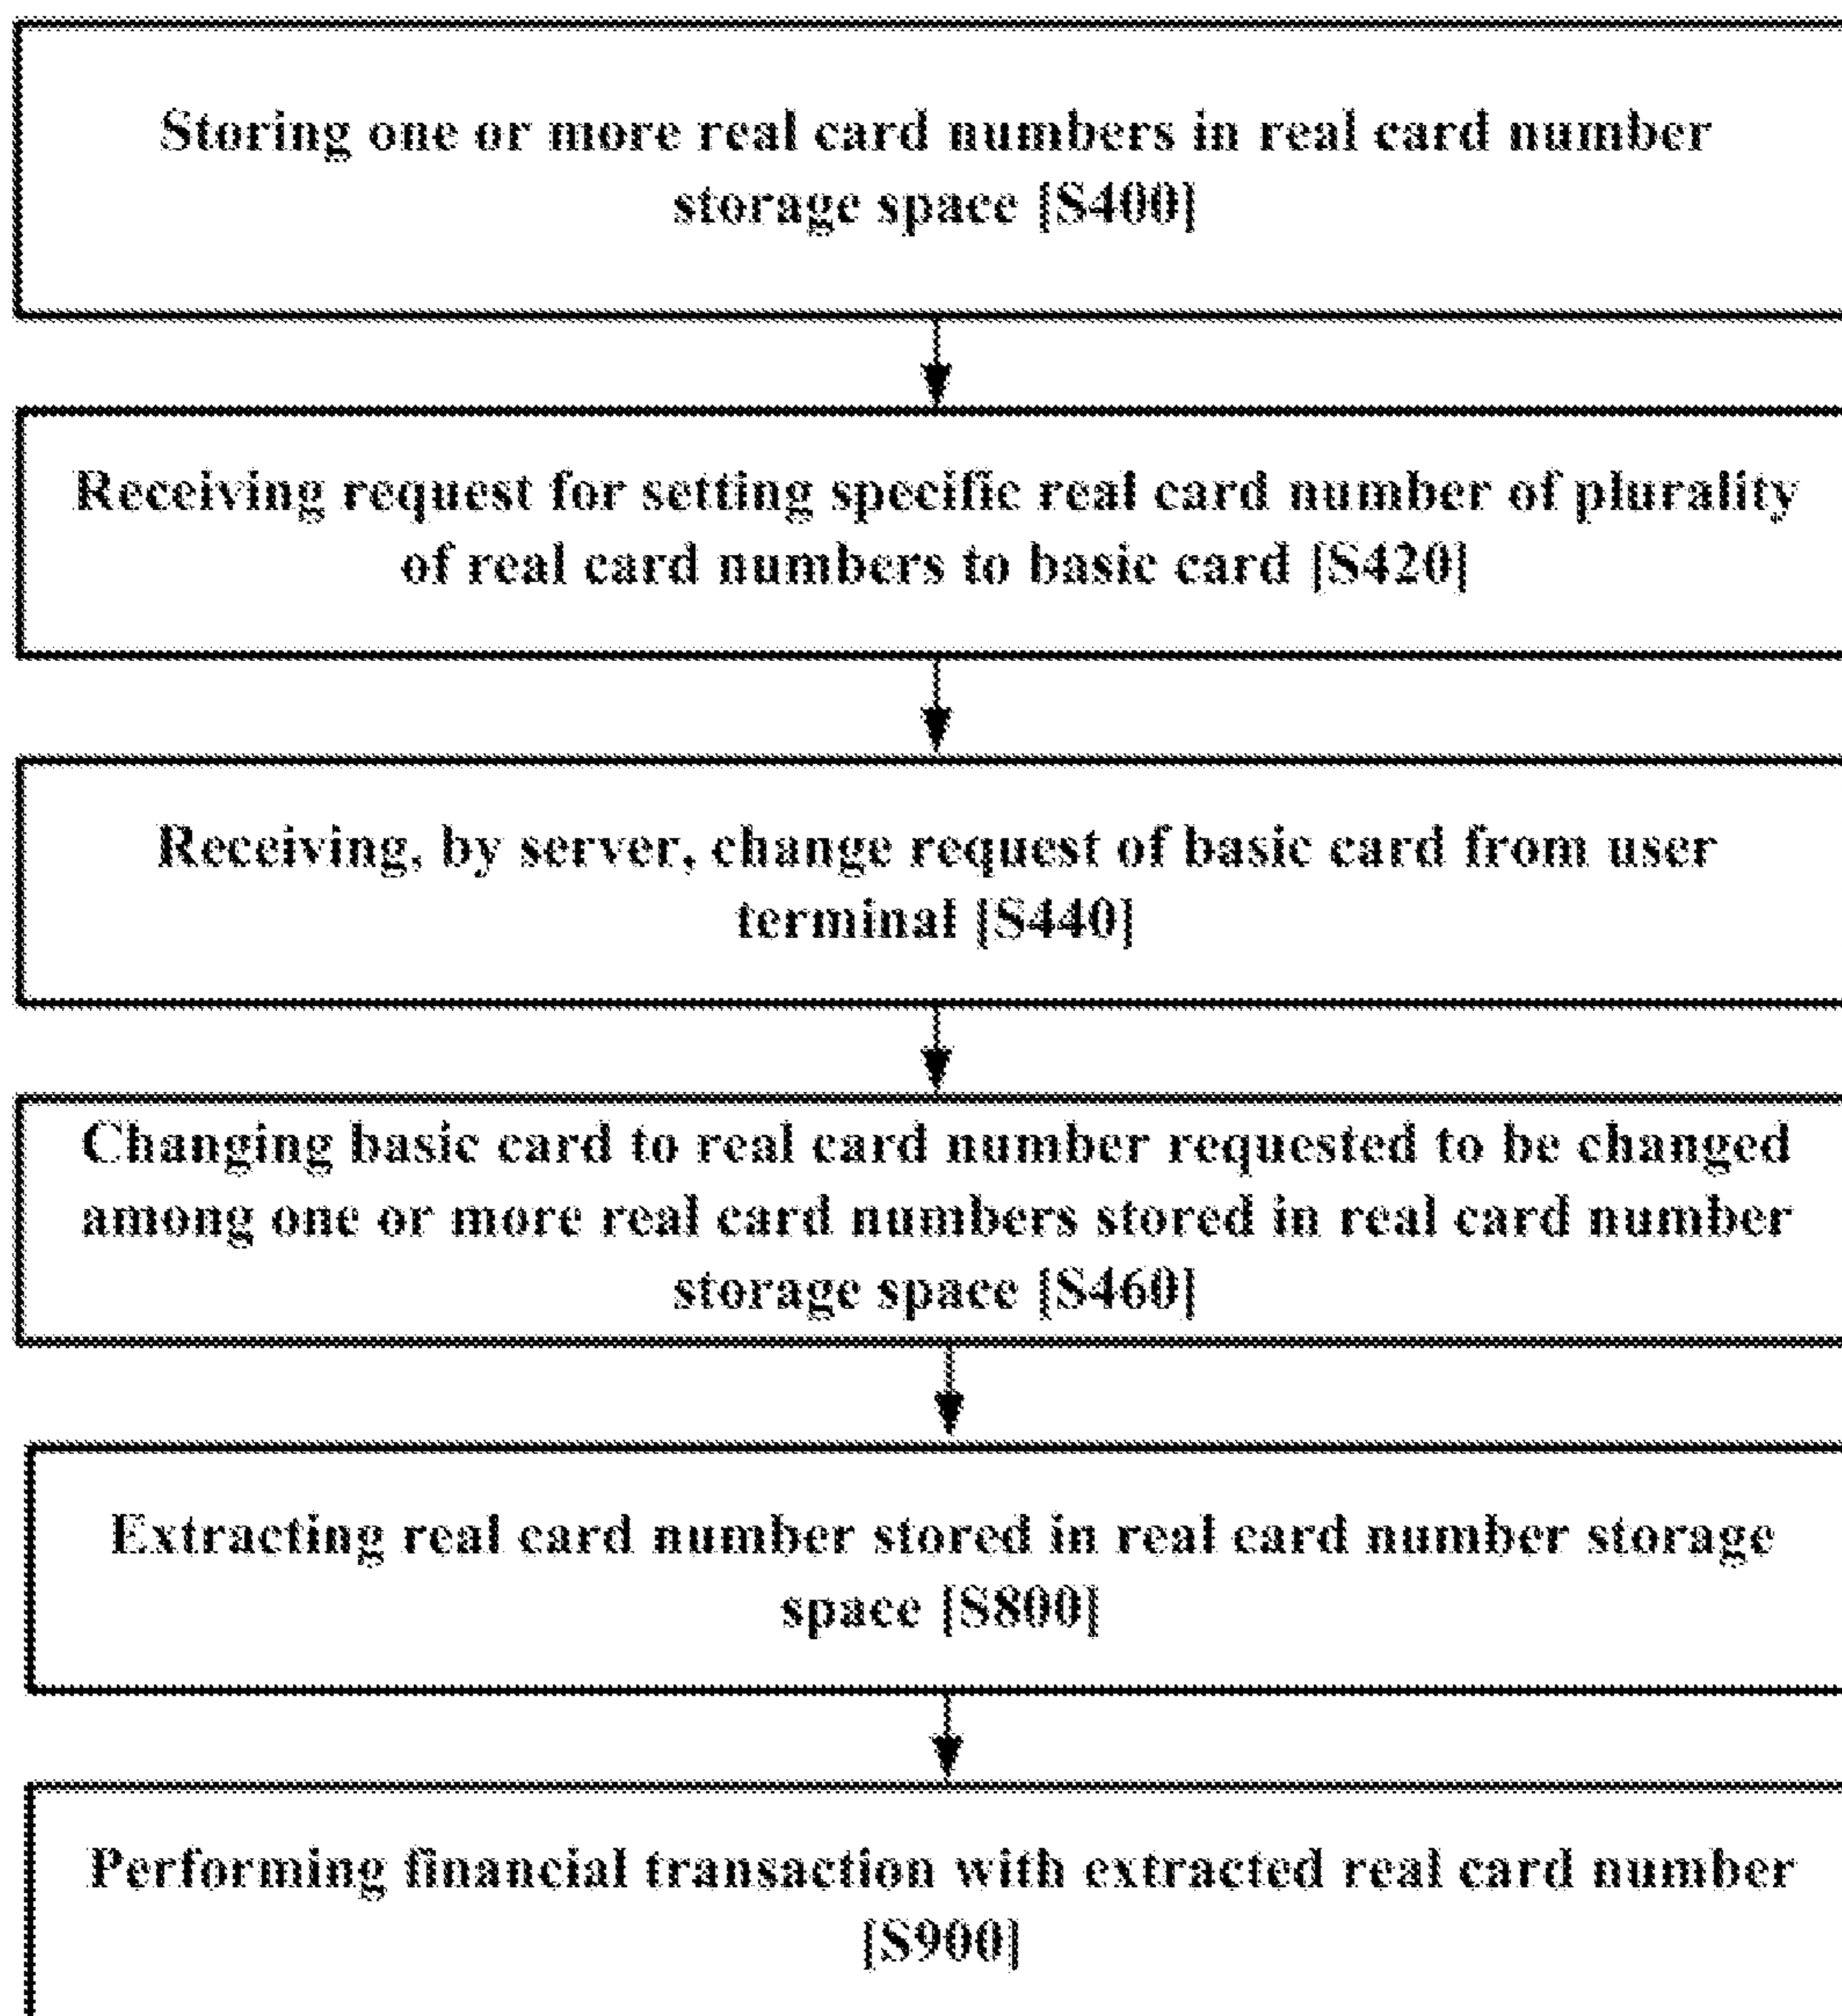 Storing one or more real card numbers in real card number
storage space [S400]
Receiving request for setting specific real card number of plurality
of real card numbers to basic card [S420]
Receiving, by server, change request of basic card from user
terminal [S440]
Changing basic card to real card number requested to be changed
among one or more real card numbers stored in real card number
storage space [S460]
Extracting real card number stored in real card number storage
space [S800]
Performing financial transaction with extracted real card number
[S900]